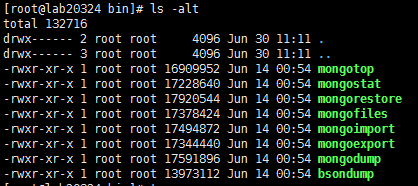 [root@lab20324 bin]# ls -alt
total 132716
drwx------ 2 root root     4096 Jun 30 11:11 .
drwx------ 3 root root     4096 Jun 30 11:11 ..
-rwxr-xr-x 1 root root 16909952 Jun 14 00:54 mongotop
-rwxr-xr-x 1 root root 17228640 Jun 14 00:54 mongostat
-rwxr-xr-x 1 root root 17920544 Jun 14 00:54 mongorestore
-rwxr-xr-x 1 root root 17378424 Jun 14 00:54 mongofiles
-rwxr-xr-x 1 root root 17494872 Jun 14 00:54 mongoimport
-rwxr-xr-x 1 root root 17344440 Jun 14 00:54 mongoexport
-rwxr-xr-x 1 root root 17591896 Jun 14 00:54 mongodump
-rwxr-xr-x 1 root root 13973112 Jun 14 00:54 bsondump